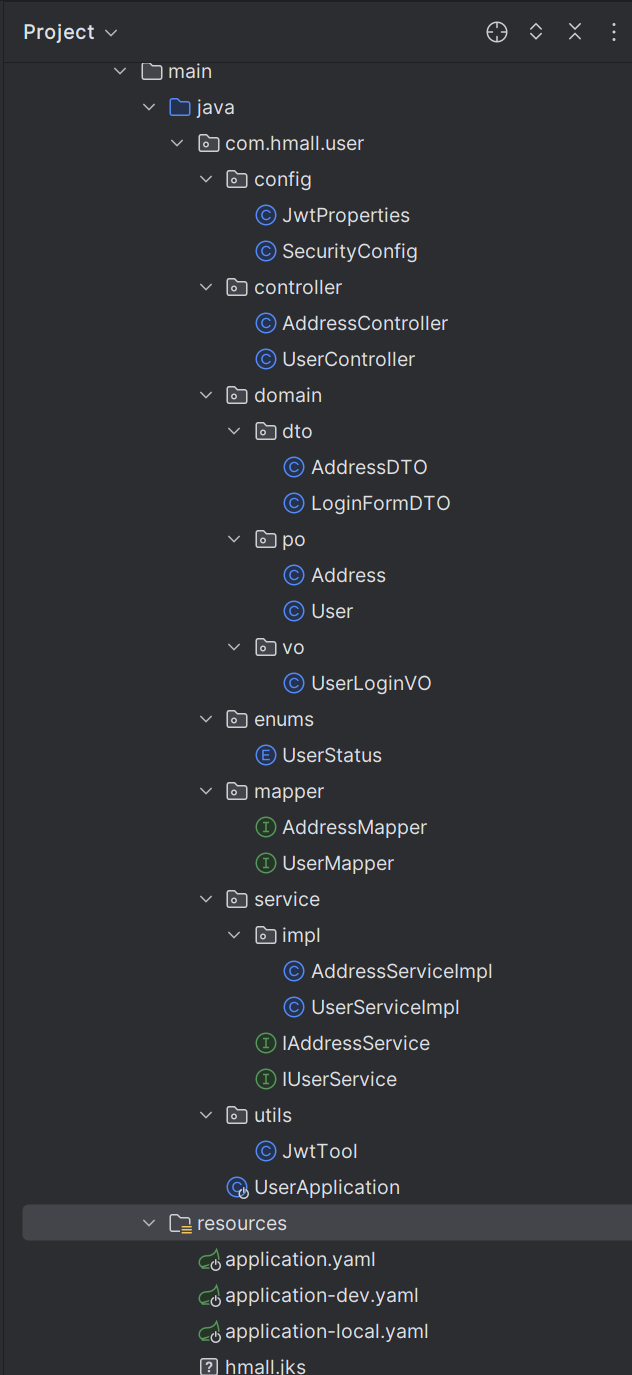 Project
main
java
com.hmall.user
config
C JwtProperties
C SecurityConfig
controller
C AddressController
C UserController
domain
dto
C AddressDTO
C LoginFormDTO
po
C Address
C User
vo
C UserLoginVO
enums
E UserStatus
mapper
I AddressMapper
I UserMapper
service
impl
C AddressServiceImpl
C UserServiceImpl
I IAddressService
I IUserService
utils
C JwtTool
C UserApplication
resources
application.yaml
application-dev.yaml
application-local.yaml
? hmall.jks